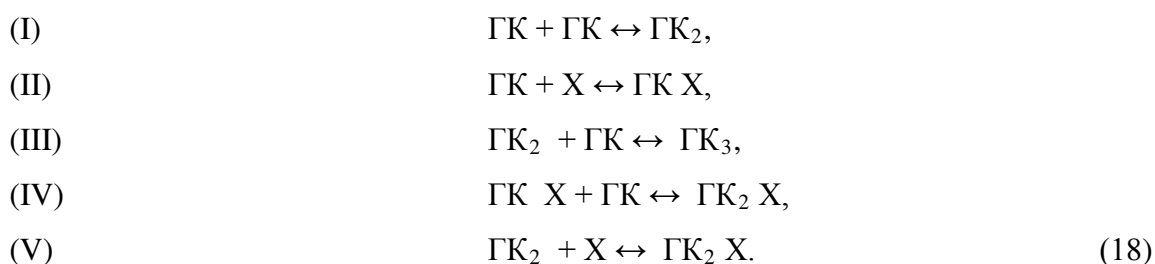 (I) ГК + ГК ↔ ГК₂,
(II) ГК + Х ↔ ГК Х,
(III) ГК₂ + ГК ↔ ГК₃,
(IV) ГК Х + ГК ↔ ГК₂ Х,
(V) ГК₂ + Х ↔ ГК₂ Х. (18)